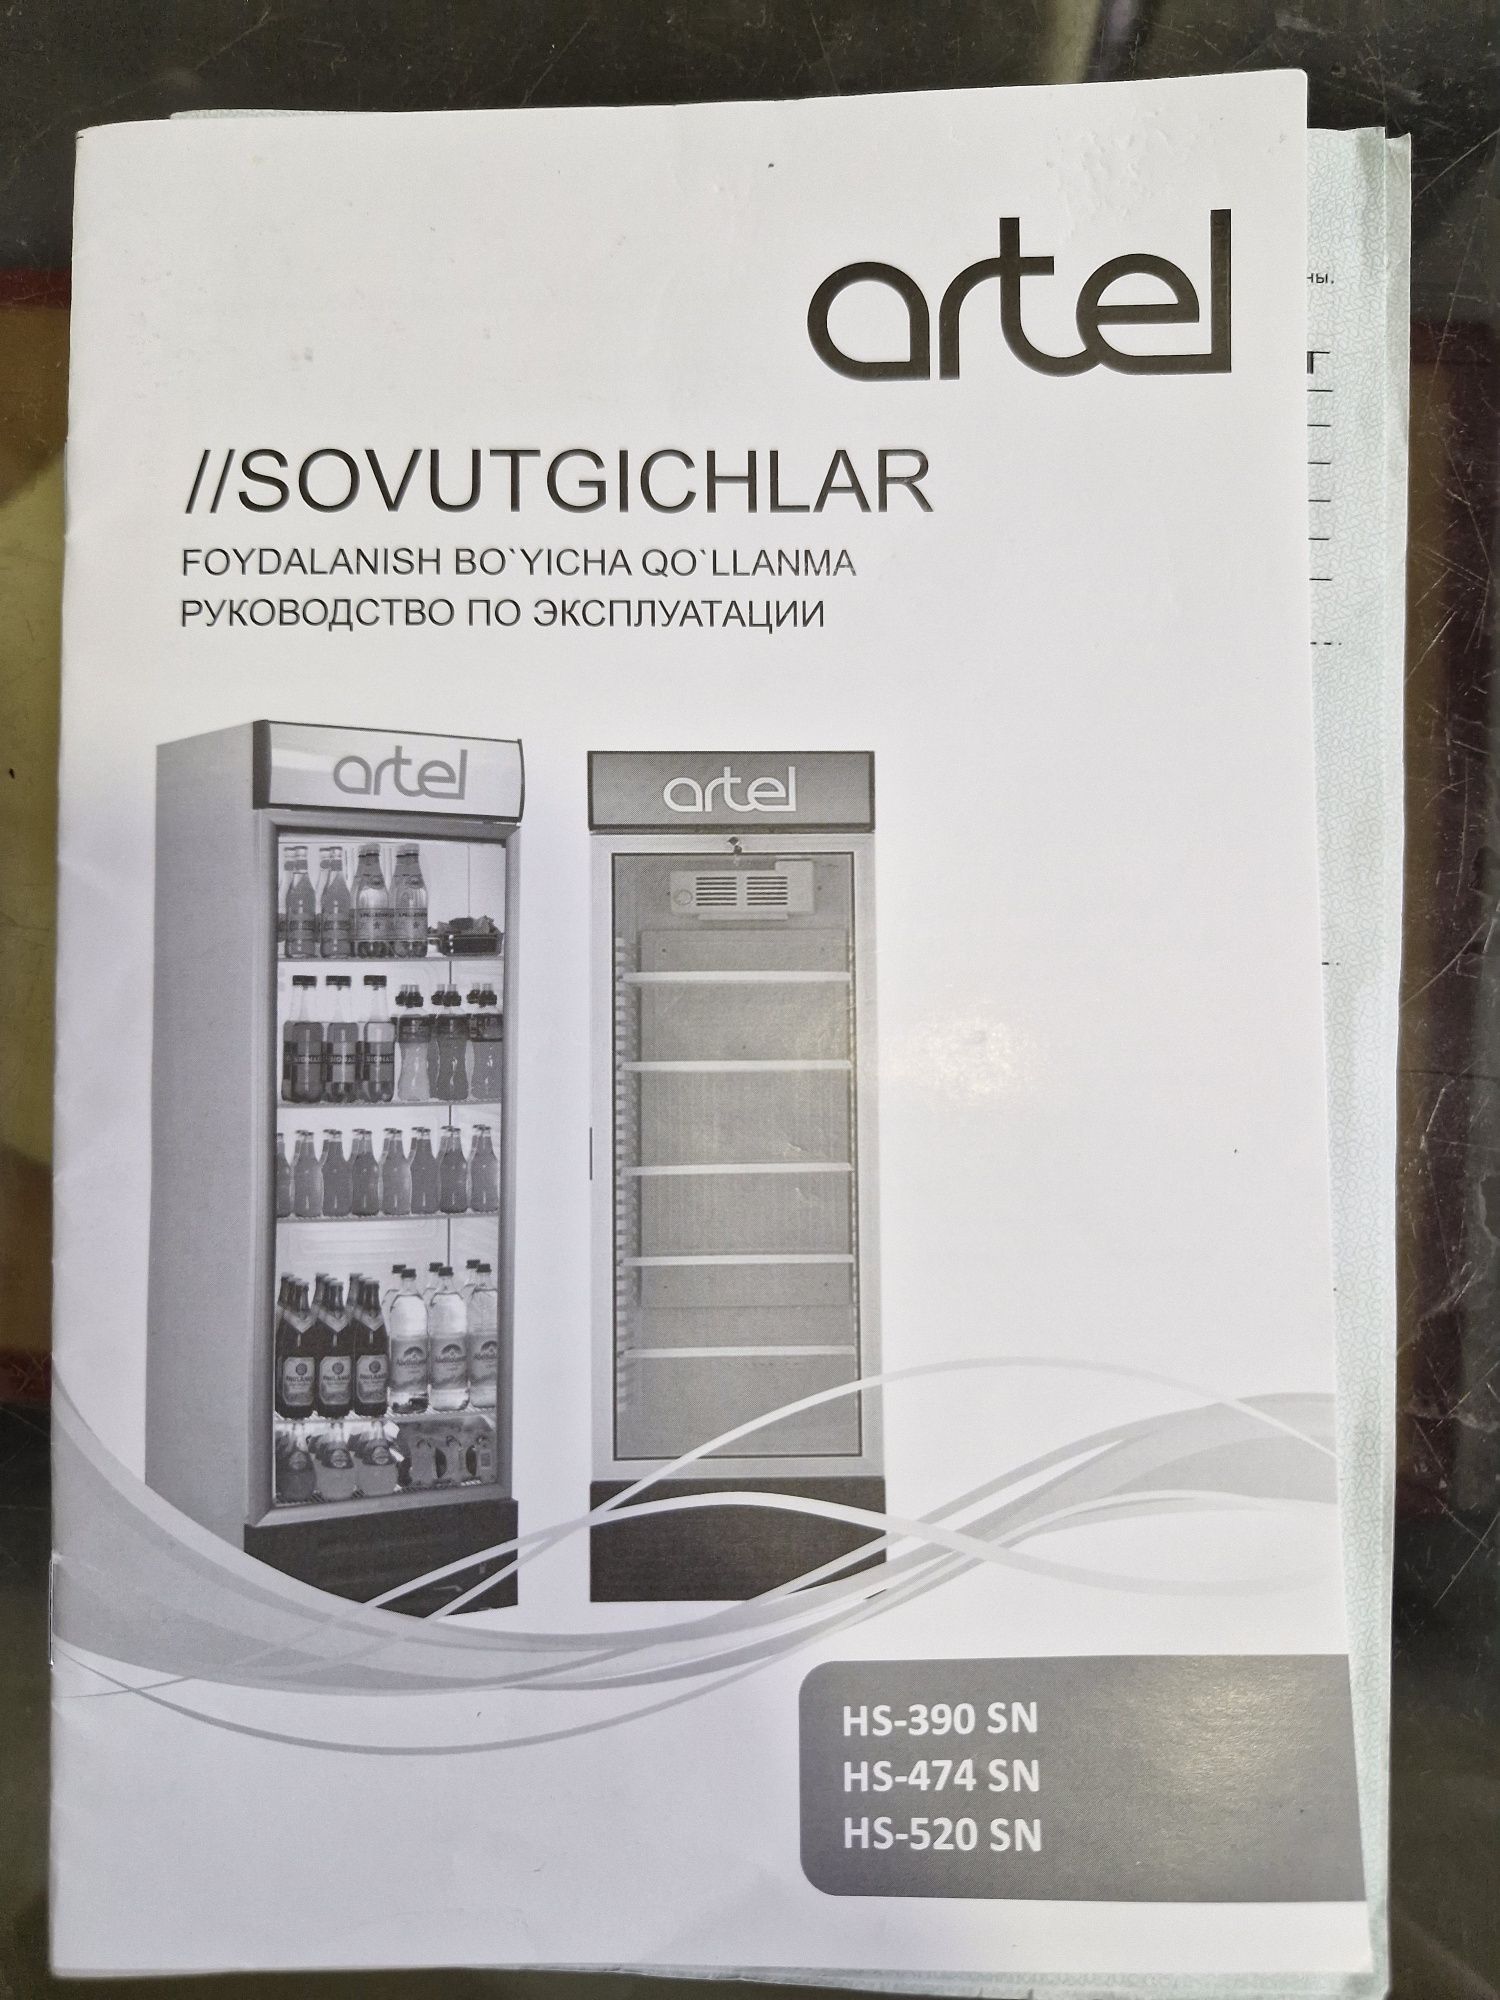 artel
//SOVUTGICHLAR
FOYDALANISH BO`YICHA QO`LLANMA
РУКОВОДСТВО ПО ЭКСПЛУАТАЦИИ
artel
artel
HS-390 SN
HS-474 SN
HS-520 SN
ны.